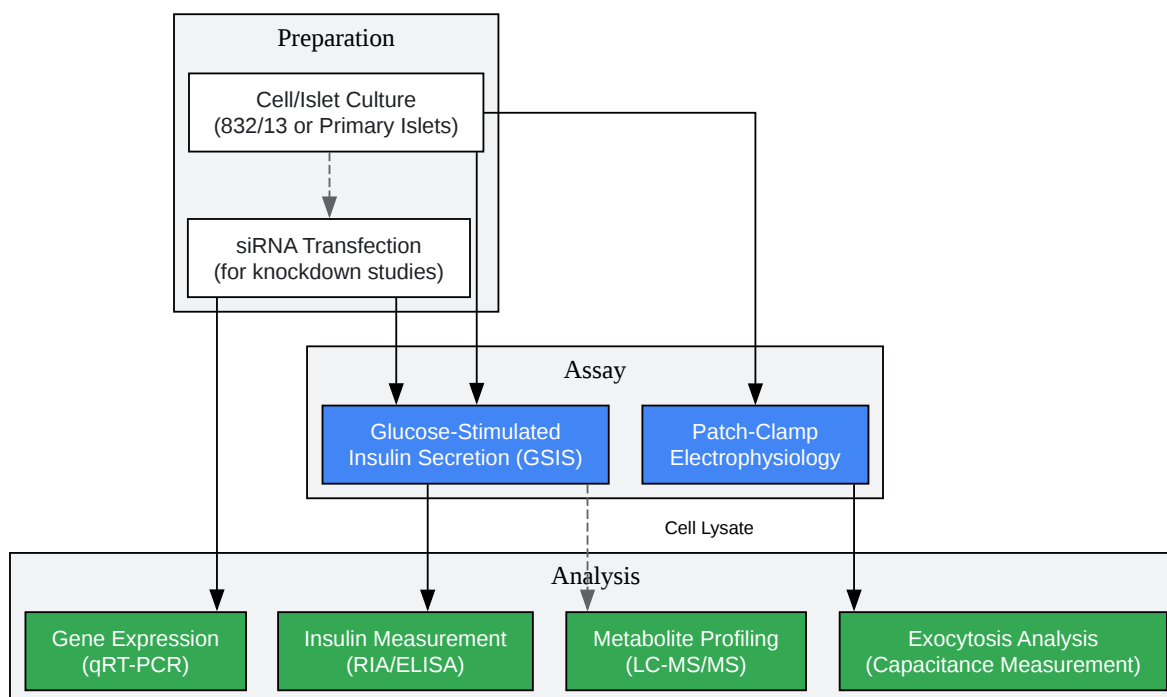 Preparation
Cell/Islet Culture
(832/13 or Primary Islets)
siRNA Transfection
(for knockdown studies)
Assay
Glucose-Stimulated
Insulin Secretion (GSIS)
Patch-Clamp
Electrophysiology
Cell Lysate
Analysis
Gene Expression
(qRT-PCR)
Insulin Measurement
(RIA/ELISA)
Metabolite Profiling
(LC-MS/MS)
Exocytosis Analysis
(Capacitance Measurement)